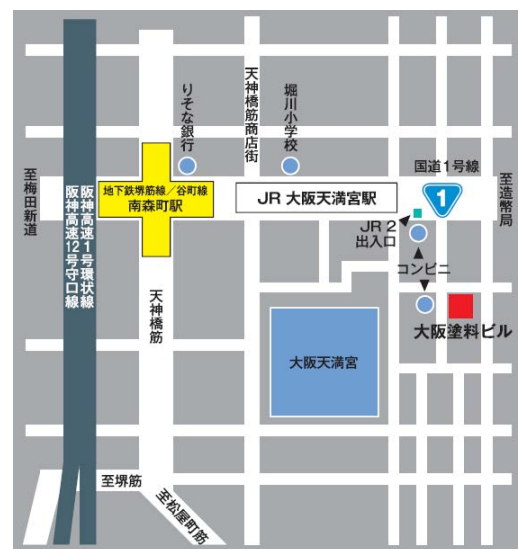 りそな銀行
天神橋筋商店街
堀川小学校
国道1号線
1
至梅田新道
阪神高速12号守口線
阪神高速1号環状線
地下鉄堺筋線／谷町線
南森町駅
JR 大阪天満宮駅
至造幣局
JR 2
出入口
コンビニ
天神橋筋
大阪塗料ビル
大阪天満宮
至堺筋
至松屋町筋